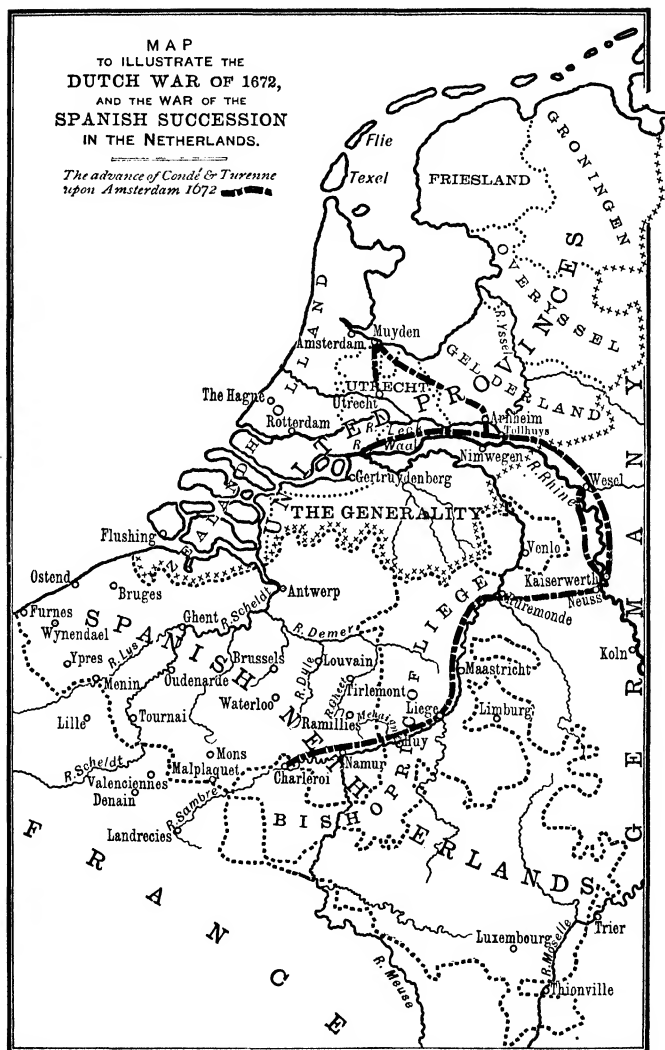 MAP
TO ILLUSTRATE THE
DUTCH WAR OF 1672,
AND THE WAR OF THE
SPANISH SUCCESSION
IN THE NETHERLANDS.
The advance of Condé & Turenne
upon Amsterdam 1672
Flie
Texel
FRIESLAND
GRONINGEN
OVERYSSEL
R. Yssel
GELDERLAND
UNITED PROVINCES
HOLLAND
Amsterdam
Muyden
UTRECHT
Utrecht
The Hague
Rotterdam
R. Leck
R. Waal
Arnheim
Tollhuys
Nimwegen
R. Rhine
Wesel
Gertruydenberg
THE GENERALITY
ZEALAND
Flushing
Venlo
Kaiserwerth
Neuss
Ruremonde
Koln
GERMANY
Ostend
Bruges
Antwerp
Furnes
Wynendael
Ghent
R. Scheldt
R. Demer
Ypres
R. Lys
Menin
Oudenarde
Brussels
R. Dyle
Louvain
Waterloo
R. Gheet
Tirlemont
Maastricht
Lille
Tournai
Ramillies
Mehaigne
Liege
Limburg
Huy
Mons
Malplaquet
Namur
Charleroi
R. Scheldt
Valenciennes
Denain
R. Sambre
Landrecies
BISHOPRIC OF LIEGE
SPANISH NETHERLANDS
FRANCE
Luxembourg
Trier
R. Moselle
Thionville
R. Meuse